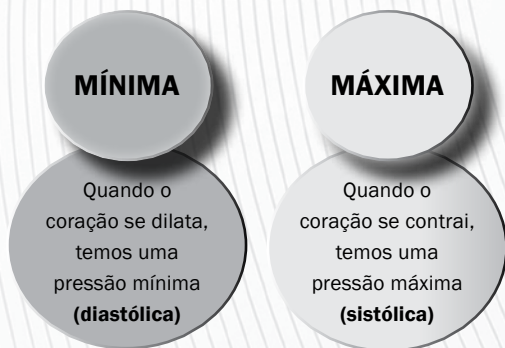 MÍNIMA
Quando o
coração se dilata,
temos uma
pressão mínima
(diastólica)
MÁXIMA
Quando o
coração se contrai,
temos uma
pressão máxima
(sistólica)